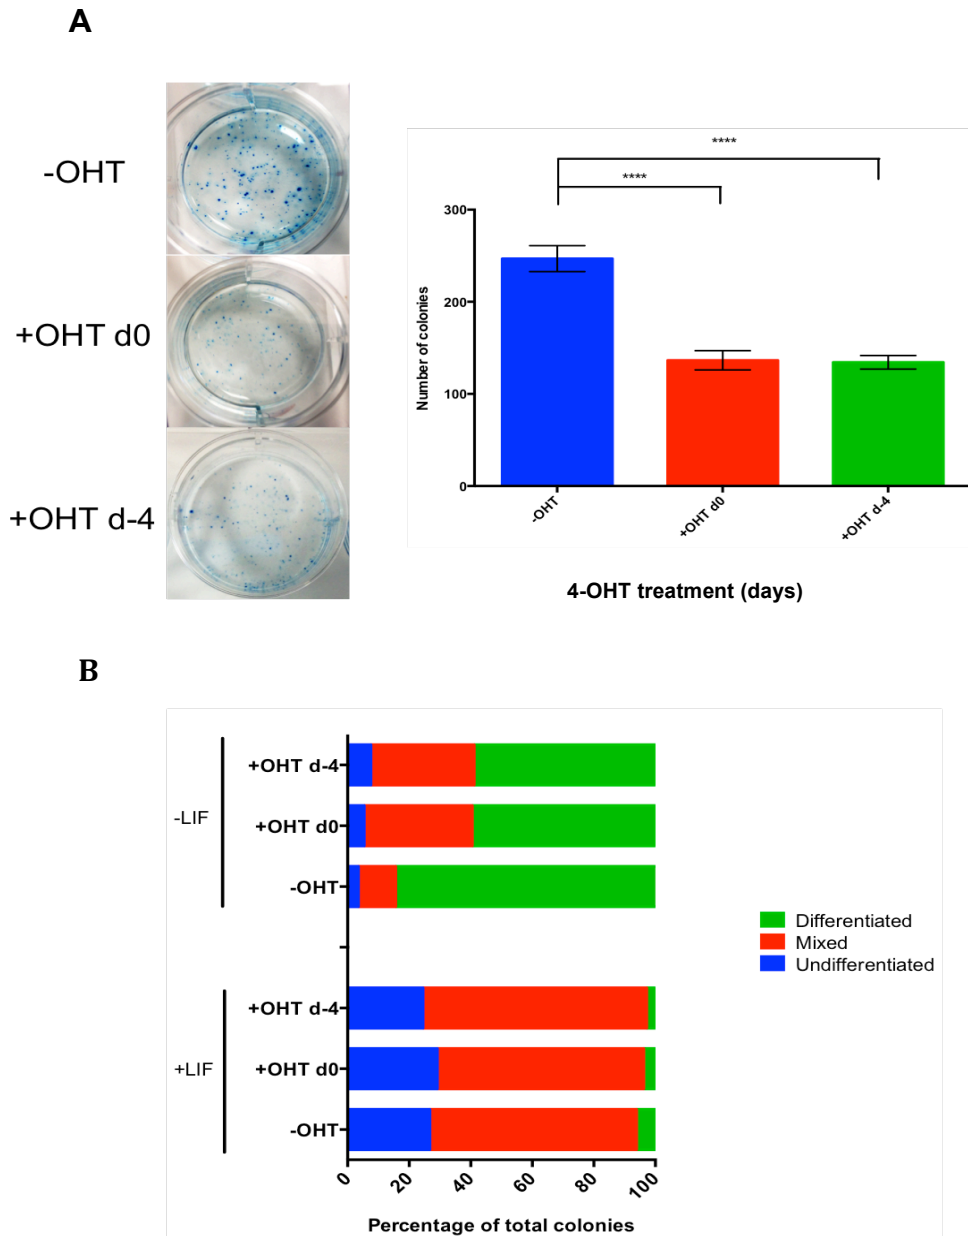 A
-OHT
+OHT d0
+OHT d-4
****
****
300
200
100
0
Number of colonies
-OHT
+OHT d0
+OHT d-4
4-OHT treatment (days)
B
-LIF
+OHT d-4
+OHT d0
-OHT
+LIF
+OHT d-4
+OHT d0
-OHT
Differentiated
Mixed
Undifferentiated
0 20 40 60 80 100
Percentage of total colonies